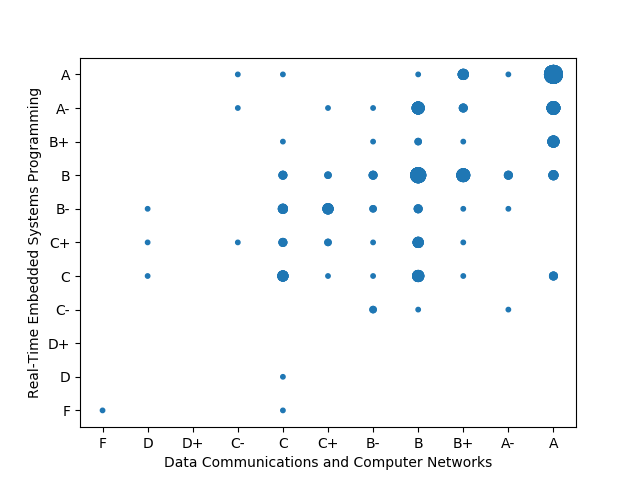 Real-Time Embedded Systems Programming
A
A-
B+
B
B-
C+
C
C-
D+
D
F
F D D+ C- C C+ B- B B+ A- A
Data Communications and Computer Networks